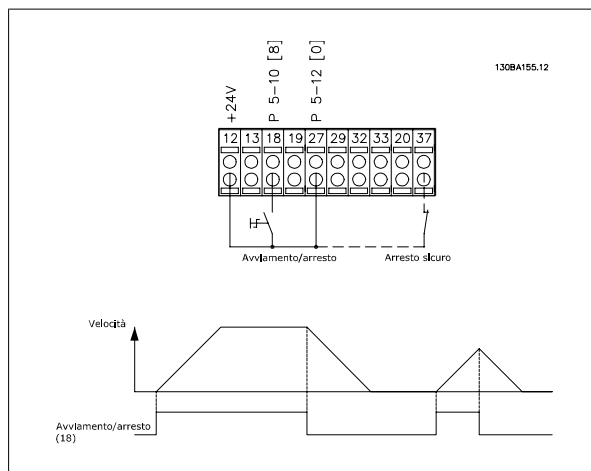 130BA155.12
+24V
P 5-10 [8]
P 5-12 [0]
12 13 18 19 27 29 32 33 20 37
Avviamento/arresto
Arresto sicuro
Velocità
Avviamento/arresto
(18)